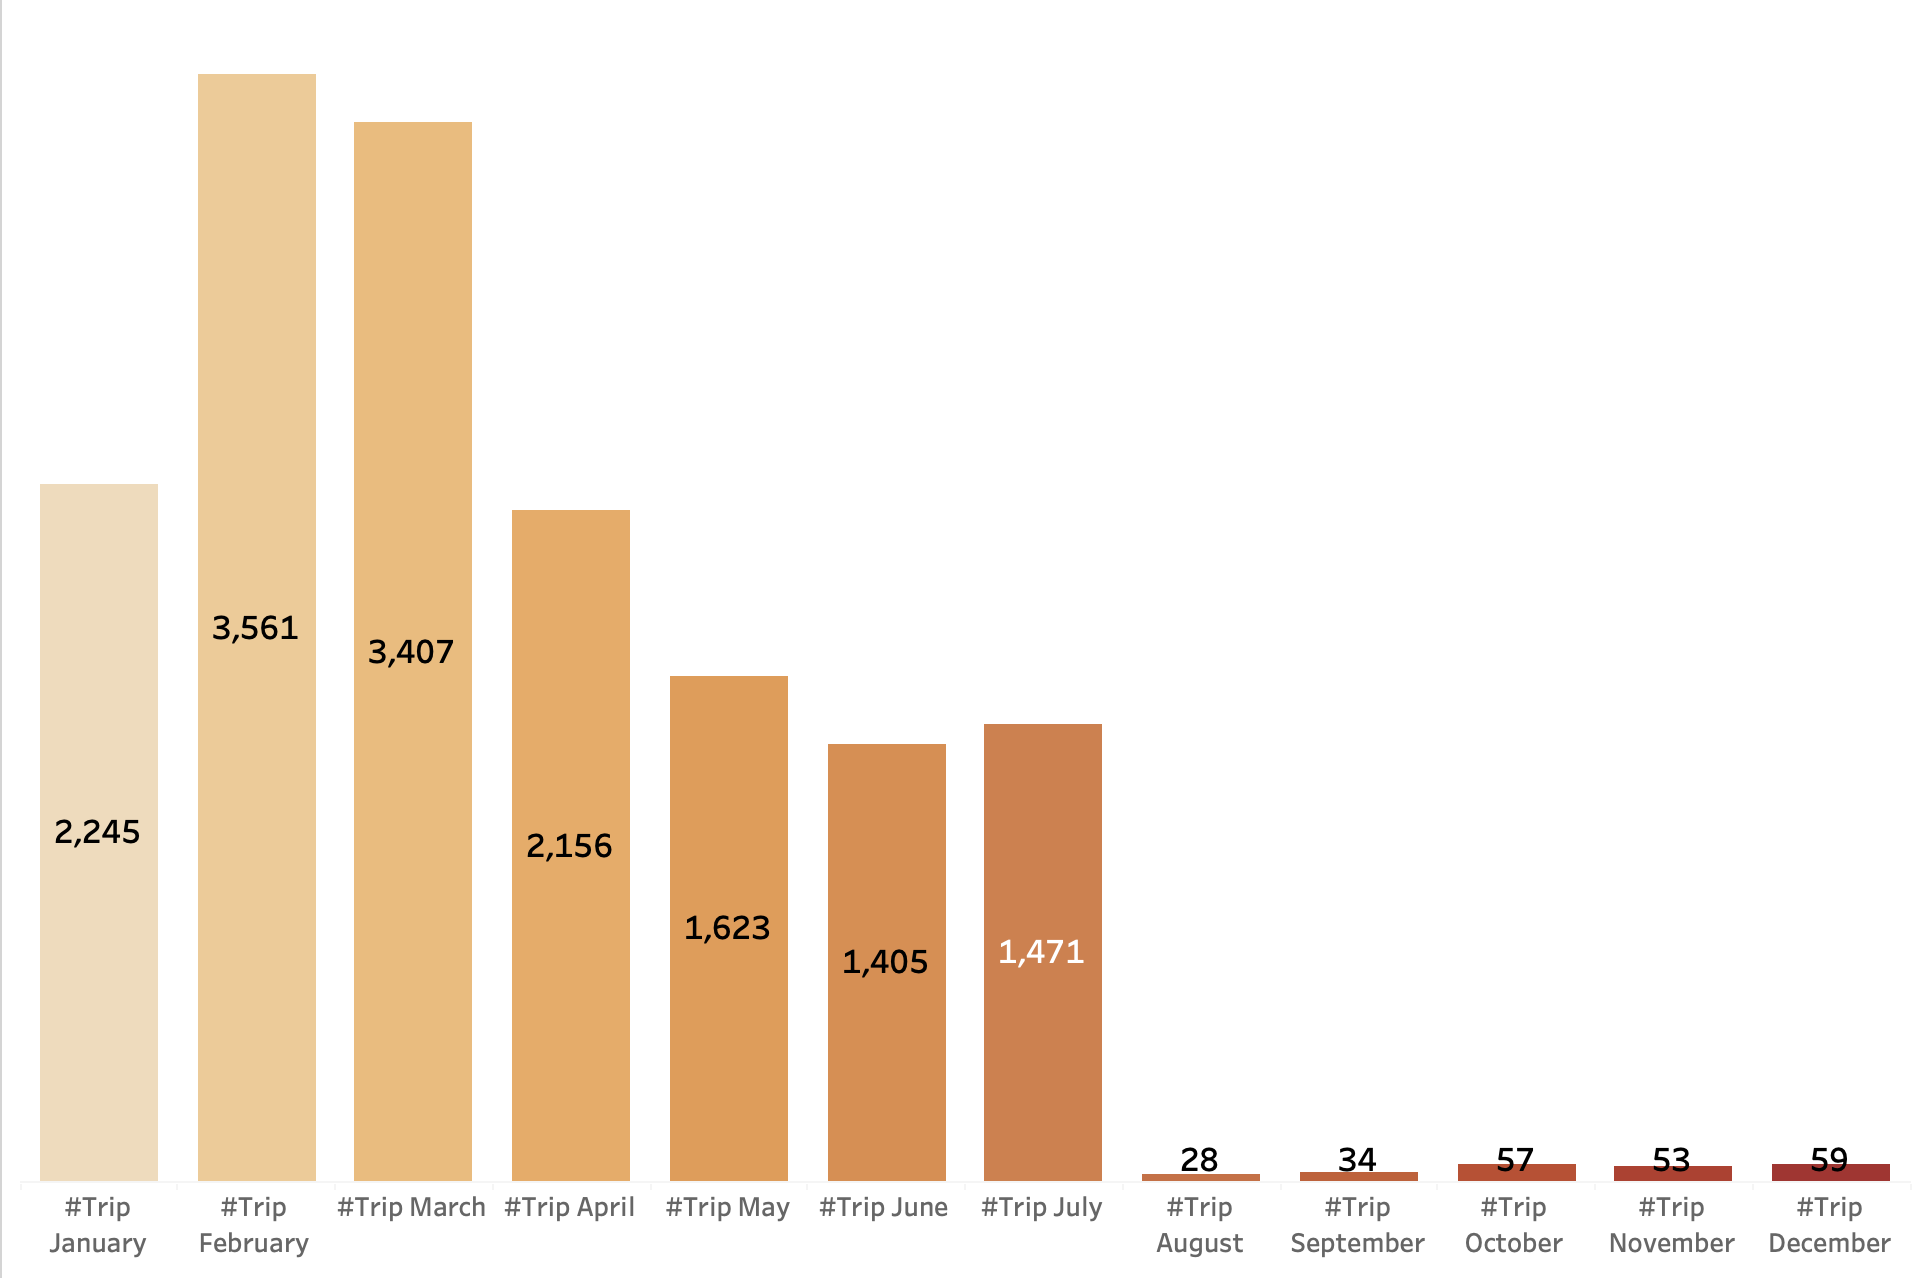 3,561
3,407
2,245
2,156
1,623
1,405
1,471
28
34
57
53
59
#Trip
January
#Trip
February
#Trip March
#Trip April
#Trip May
#Trip June
#Trip July
#Trip
August
#Trip
September
#Trip
October
#Trip
November
#Trip
December